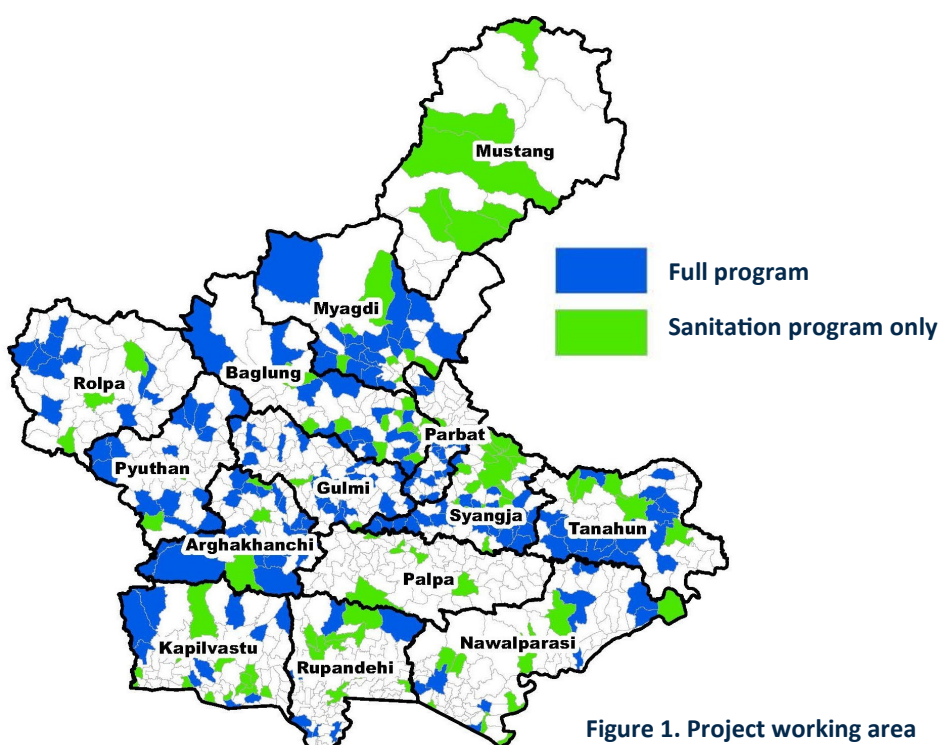 Mustang
Full program
Myagdi
Sanitation program only
Rolpa
Baglung
Parbat
Pyuthan
Gulmi
Syangja
Tanahun
Arghakhanchi
Palpa
Kapilvastu
Nawalparasi
Rupandehi
Figure 1. Project working area